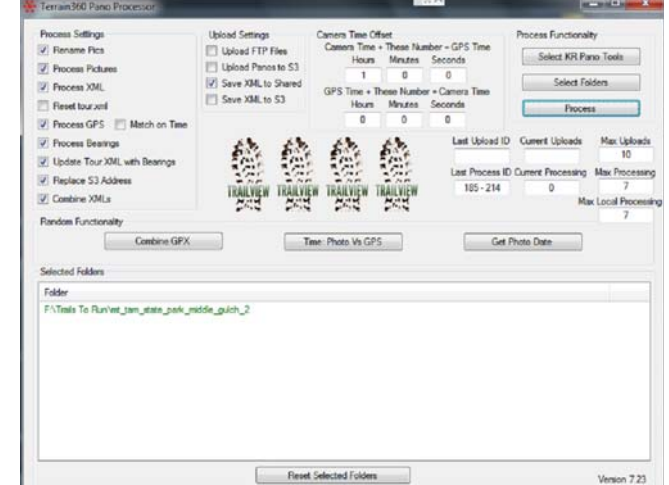 Terrain360 Pano Processor
Process Settings
Rename Pics
Process Pictures
Process XML
Reset tour.xml
Process GPS Match on Time
Process Bearings
Update Tour XML with Bearings
Replace S3 Address
Combine XMLs
Upload Settings
Upload FTP Files
Upload Panos to S3
Save XML to Shared
Save XML to S3
Camera Time Offset
Camera Time + These Number = GPS Time
Hours Minutes Seconds
1 0 0
GPS Time + These Number = Camera Time
Hours Minutes Seconds
0 0 0
Process Functionality
Select KR Pano Tools
Select Folders
Process
TRAILVIEW TRAILVIEW TRAILVIEW TRAILVIEW
Last Upload ID Current Uploads Max Uploads
10
Last Process ID Current Processing Max Processing
185 - 214 0 7
Max Local Processing
7
Random Functionality
Combine GPX Time: Photo Vs GPS Get Photo Date
Selected Folders
Folder
F:\Trails To Run\mt_tam_state_park_middle_gulch_2
Reset Selected Folders
Version 7.23